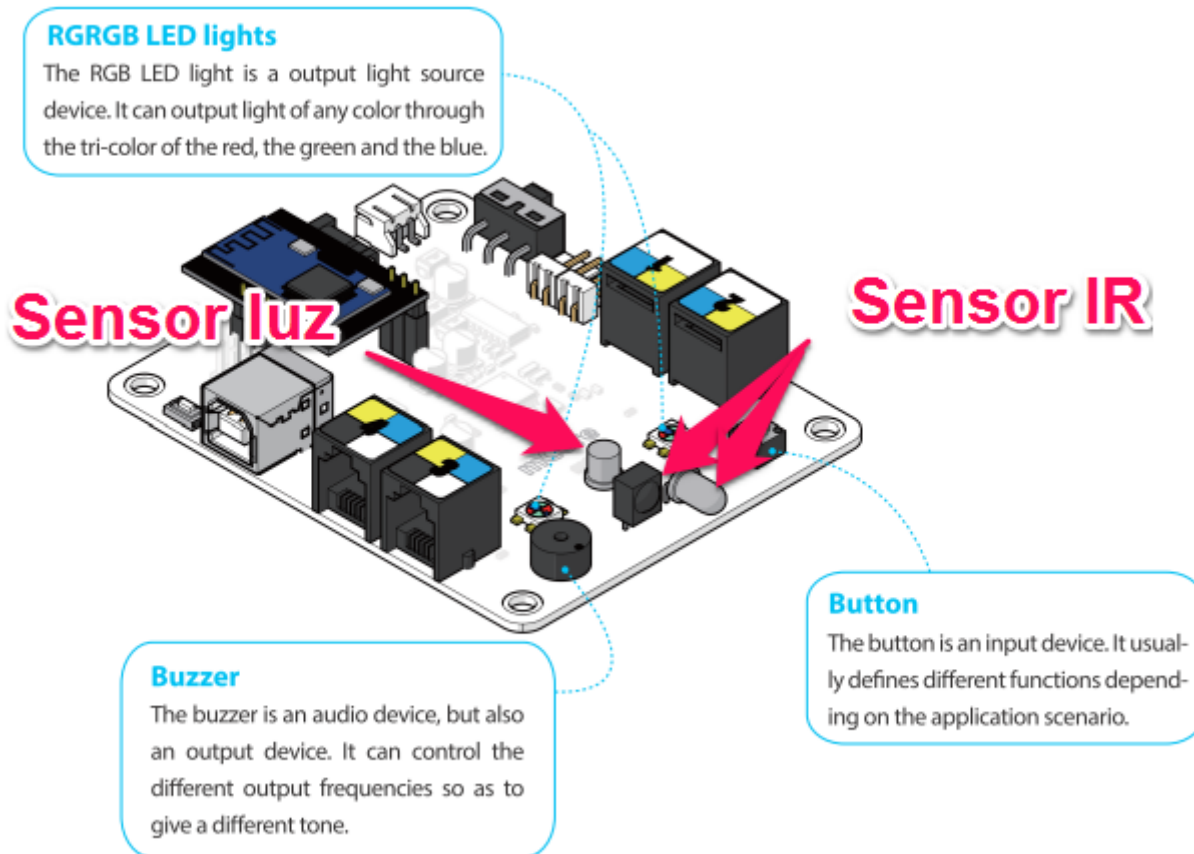 RGRGB LED lights
The RGB LED light is a output light source
device. It can output light of any color through
the tri-color of the red, the green and the blue.
Sensor luz
Sensor IR
Button
The button is an input device. It usual-
ly defines different functions depend-
ing on the application scenario.
Buzzer
The buzzer is an audio device, but also
an output device. It can control the
different output frequencies so as to
give a different tone.